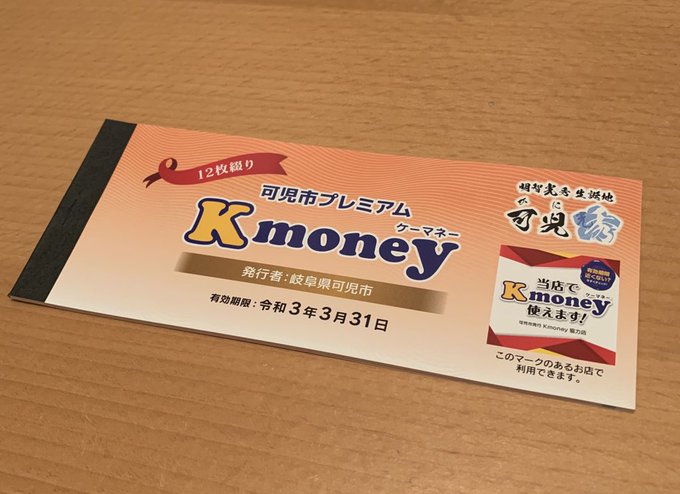 12枚綴り
可児市プレミアム
ケーマネー
Kmoney
発行者:岐阜県可児市
有効期限:令和3年3月31日
明智光秀生誕地
かに
可児
有効期限
近くない?
当店で
ケーマネー
Kmoney
使えます!
可児市発行 Kmoney 協力店
このマークのあるお店で
利用できます。